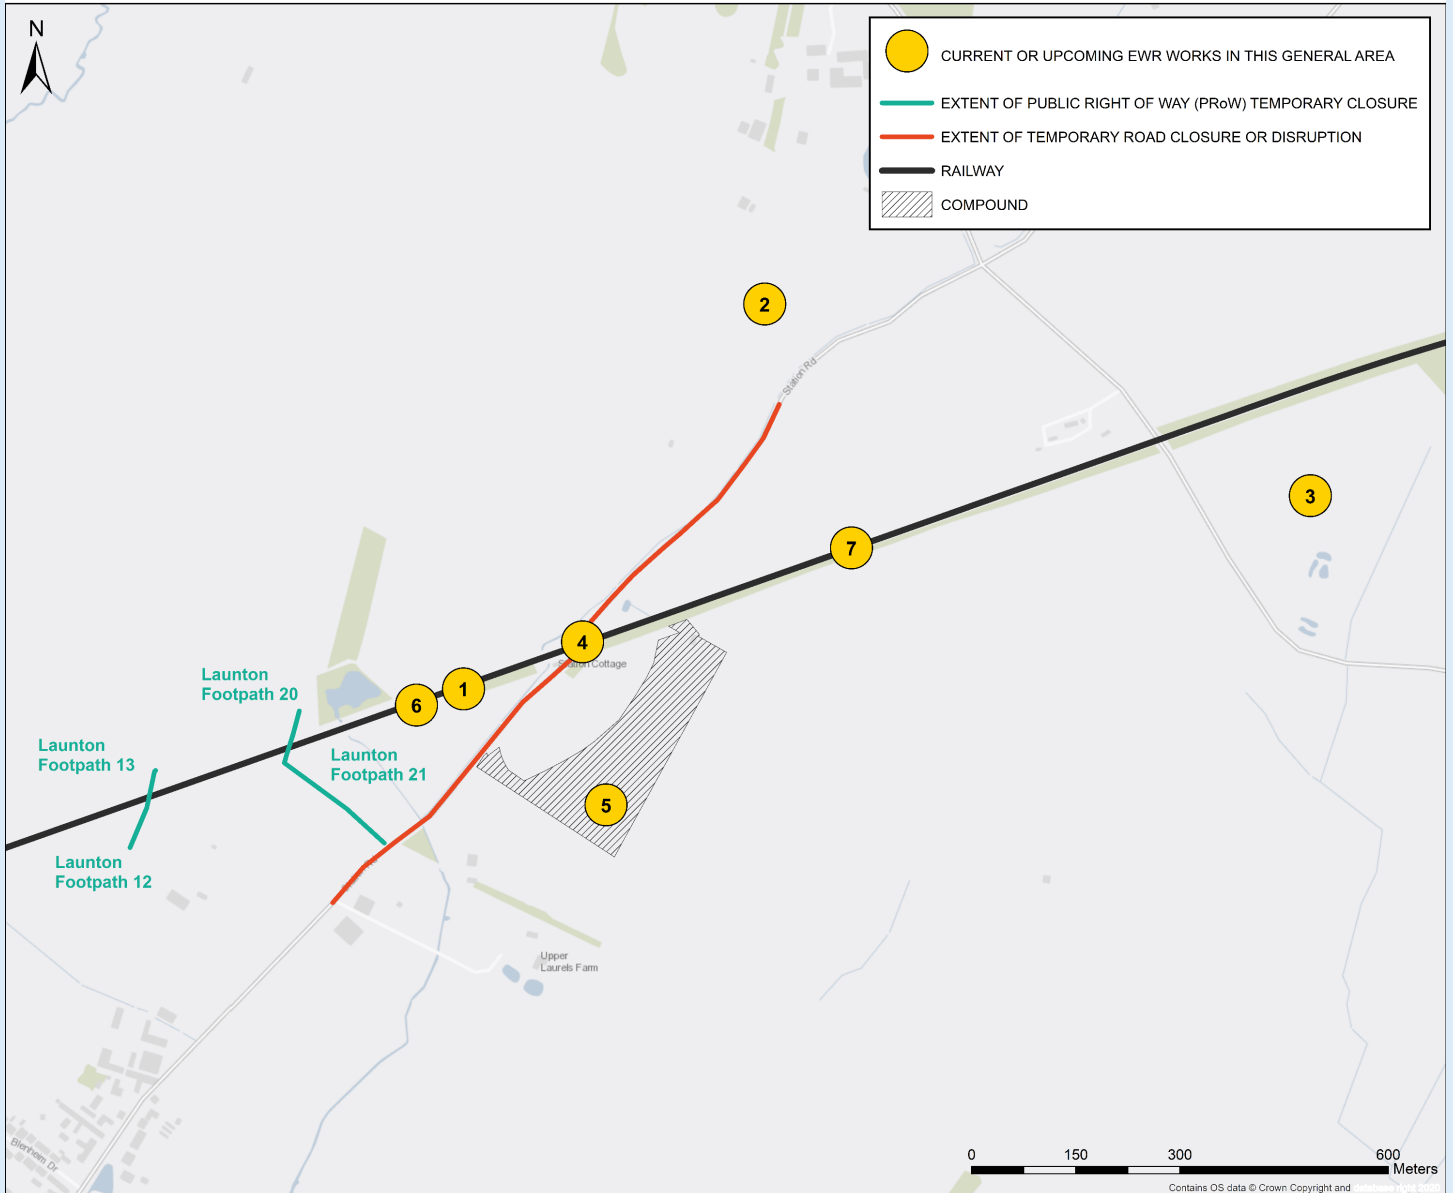 N
CURRENT OR UPCOMING EWR WORKS IN THIS GENERAL AREA
EXTENT OF PUBLIC RIGHT OF WAY (PRoW) TEMPORARY CLOSURE
EXTENT OF TEMPORARY ROAD CLOSURE OR DISRUPTION
RAILWAY
COMPOUND
2
Station Rd
3
7
4
Station Cottage
1
6
Launton
Footpath 20
Launton
Footpath 13
Launton
Footpath 21
5
Launton
Footpath 12
Upper
Laurels Farm
Blenheim Dr
0 150 300 600
Meters
Contains OS data © Crown Copyright and database right 2020